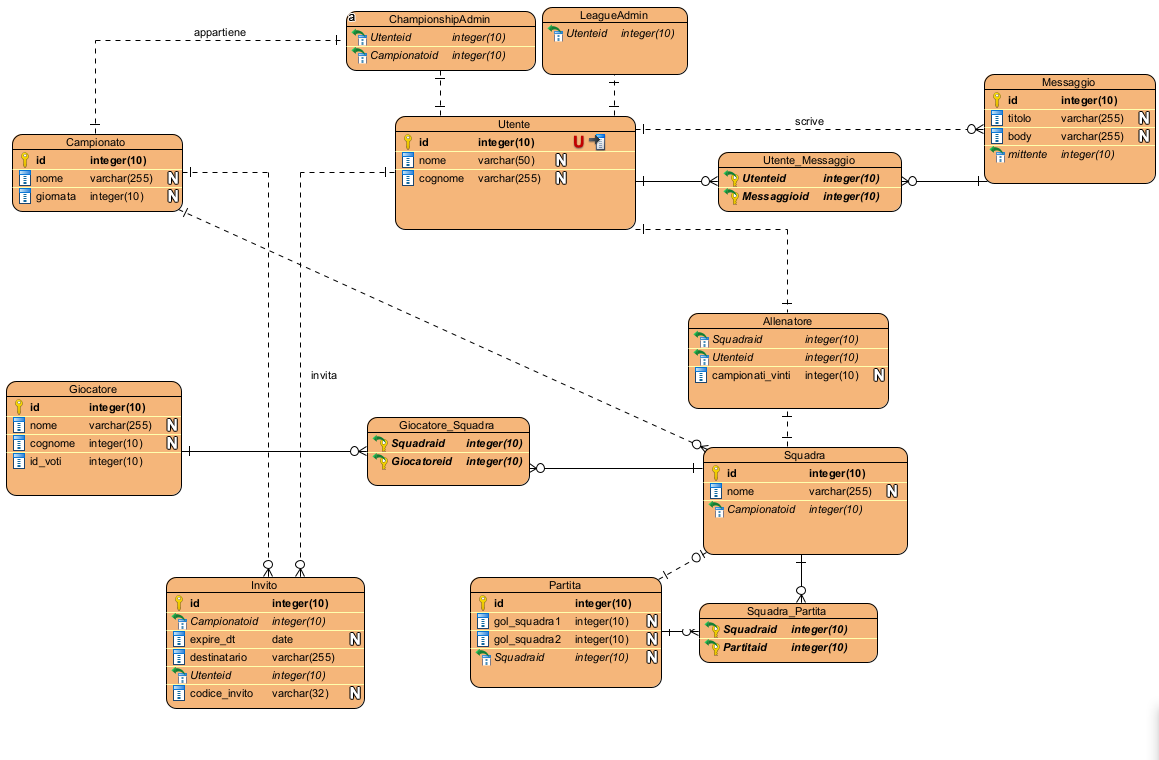 a
ChampionshipAdmin
Utenteid integer(10)
Campionatoid integer(10)
LeagueAdmin
Utenteid integer(10)
appartiene
Messaggio
id integer(10)
titolo varchar(255) N
body varchar(255) N
mittente integer(10)
Utente
id integer(10) U
nome varchar(50) N
cognome varchar(255) N
scrive
Campionato
id integer(10)
nome varchar(255) N
giornata integer(10) N
Utente_Messaggio
Utenteid integer(10)
Messaggioid integer(10)
Allenatore
Squadraid integer(10)
Utenteid integer(10)
campionati_vinti integer(10) N
invita
Giocatore
id integer(10)
nome varchar(255) N
cognome integer(10) N
id_voti integer(10)
Giocatore_Squadra
Squadraid integer(10)
Giocatoreid integer(10)
Squadra
id integer(10)
nome varchar(255) N
Campionatoid integer(10)
Invito
id integer(10)
Campionatoid integer(10)
expire_dt date N
destinatario varchar(255)
Utenteid integer(10)
codice_invito varchar(32) N
Partita
id integer(10)
gol_squadra1 integer(10) N
gol_squadra2 integer(10) N
Squadraid integer(10) N
Squadra_Partita
Squadraid integer(10)
Partitaid integer(10)